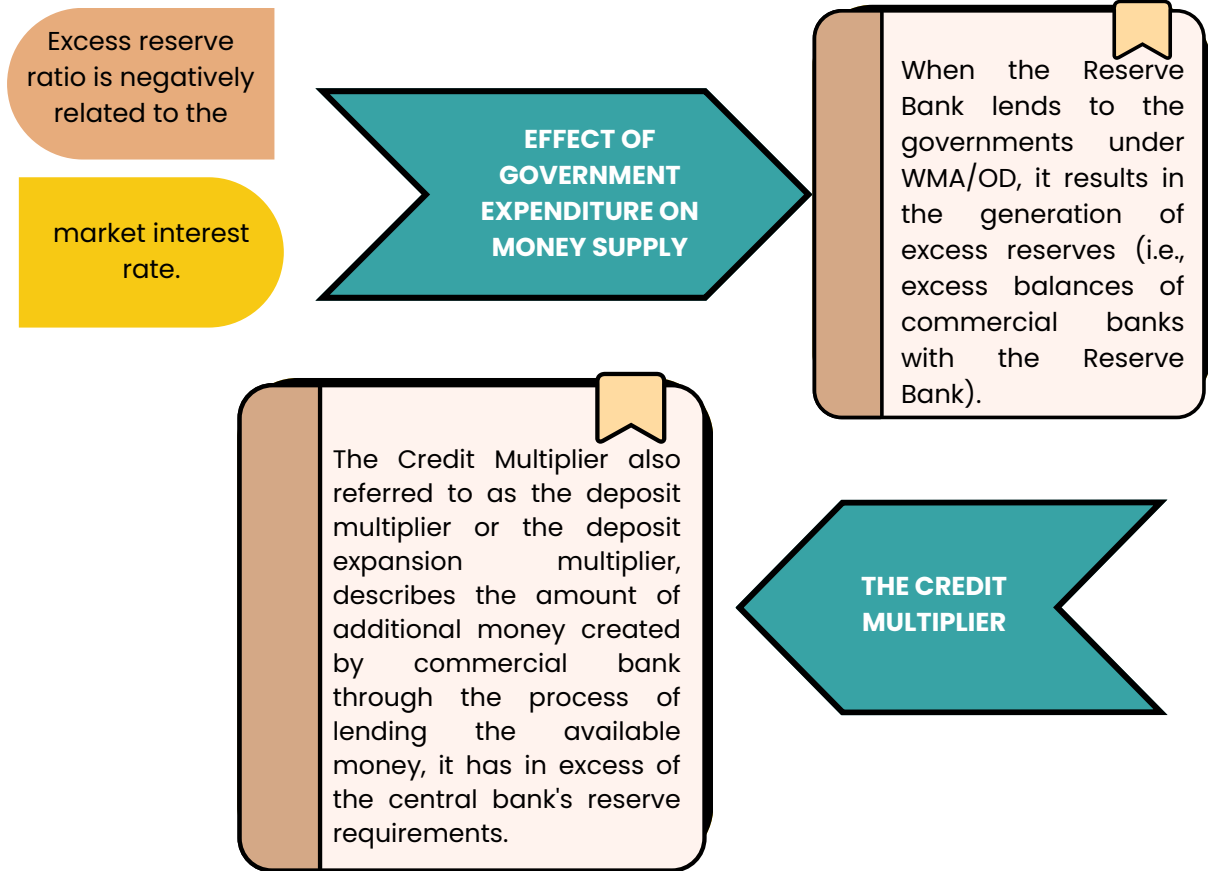 Excess reserve
ratio is negatively
related to the
market interest
rate.
EFFECT OF
GOVERNMENT
EXPENDITURE ON
MONEY SUPPLY
When the Reserve
Bank lends to the
governments under
WMA/OD, it results in
the generation of
excess reserves (i.e.,
excess balances of
commercial banks
with the Reserve
Bank).
THE CREDIT
MULTIPLIER
The Credit Multiplier also
referred to as the deposit
multiplier or the deposit
expansion multiplier,
describes the amount of
additional money created
by commercial bank
through the process of
lending the available
money, it has in excess of
the central bank's reserve
requirements.